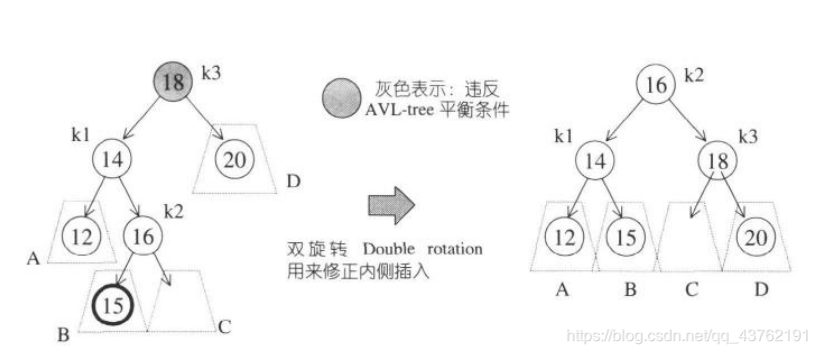 18 k3
k1
14
20
D
k2
12
16
A
15
B
C
灰色表示：违反
AVL-tree 平衡条件
双旋转 Double rotation
用来修正内侧插入
16 k2
k1
14
k3
18
12
15
20
A B C D
https://blog.csdn.net/qq_43762191